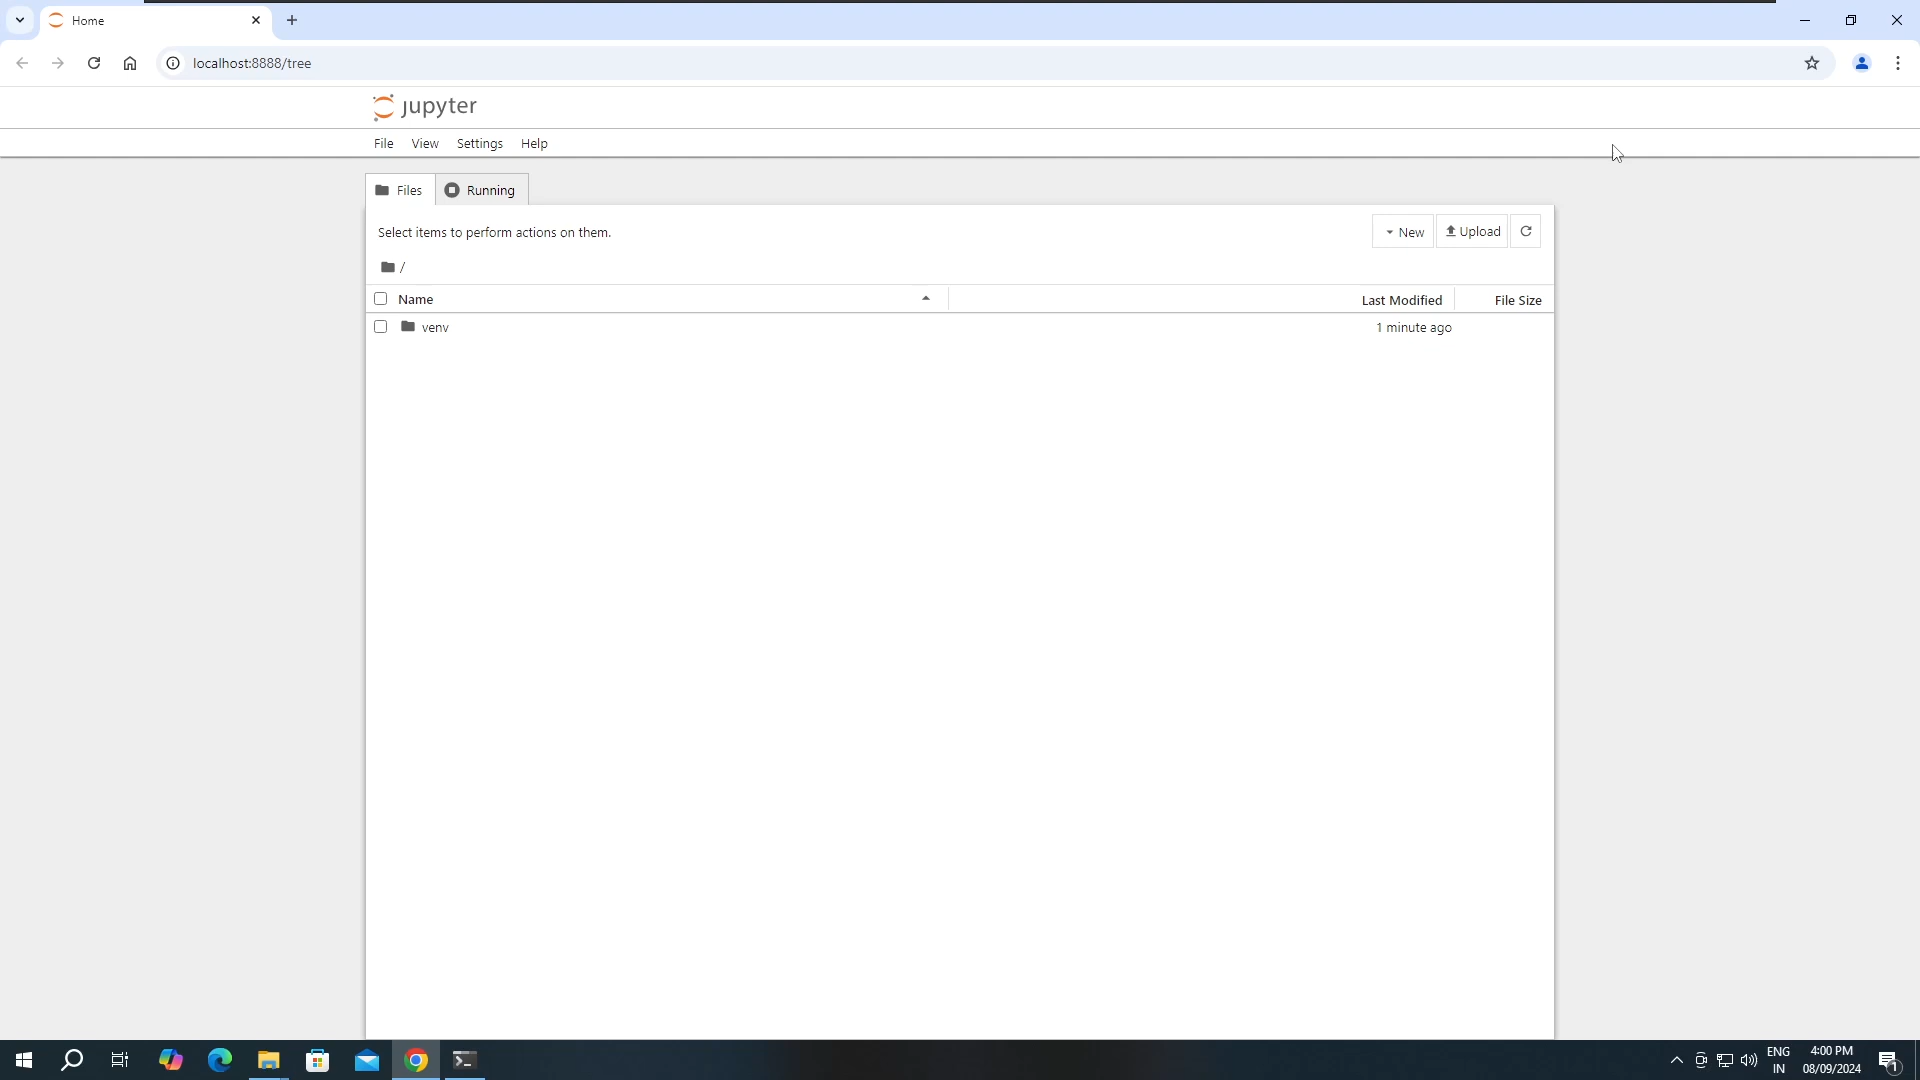 Home
localhost:8888/tree
jupyter
File View Settings Help
Files Running
Select items to perform actions on them.
New Upload
/
Name Last Modified File Size
venv 1 minute ago
ENG 4:00 PM
IN 08/09/2024
1